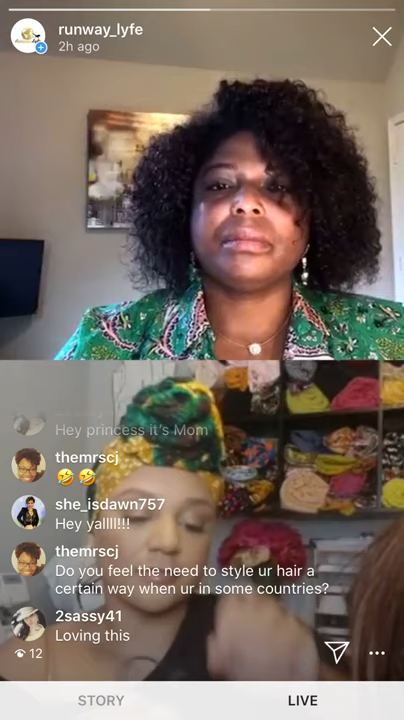 runway_lyfe
2h ago
Hey princess it's Mom
themrscj
🤣🤣
she_isdawn757
Hey yallll!!!
themrscj
Do you feel the need to style ur hair a
certain way when ur in some countries?
2sassy41
Loving this
12
STORY
LIVE